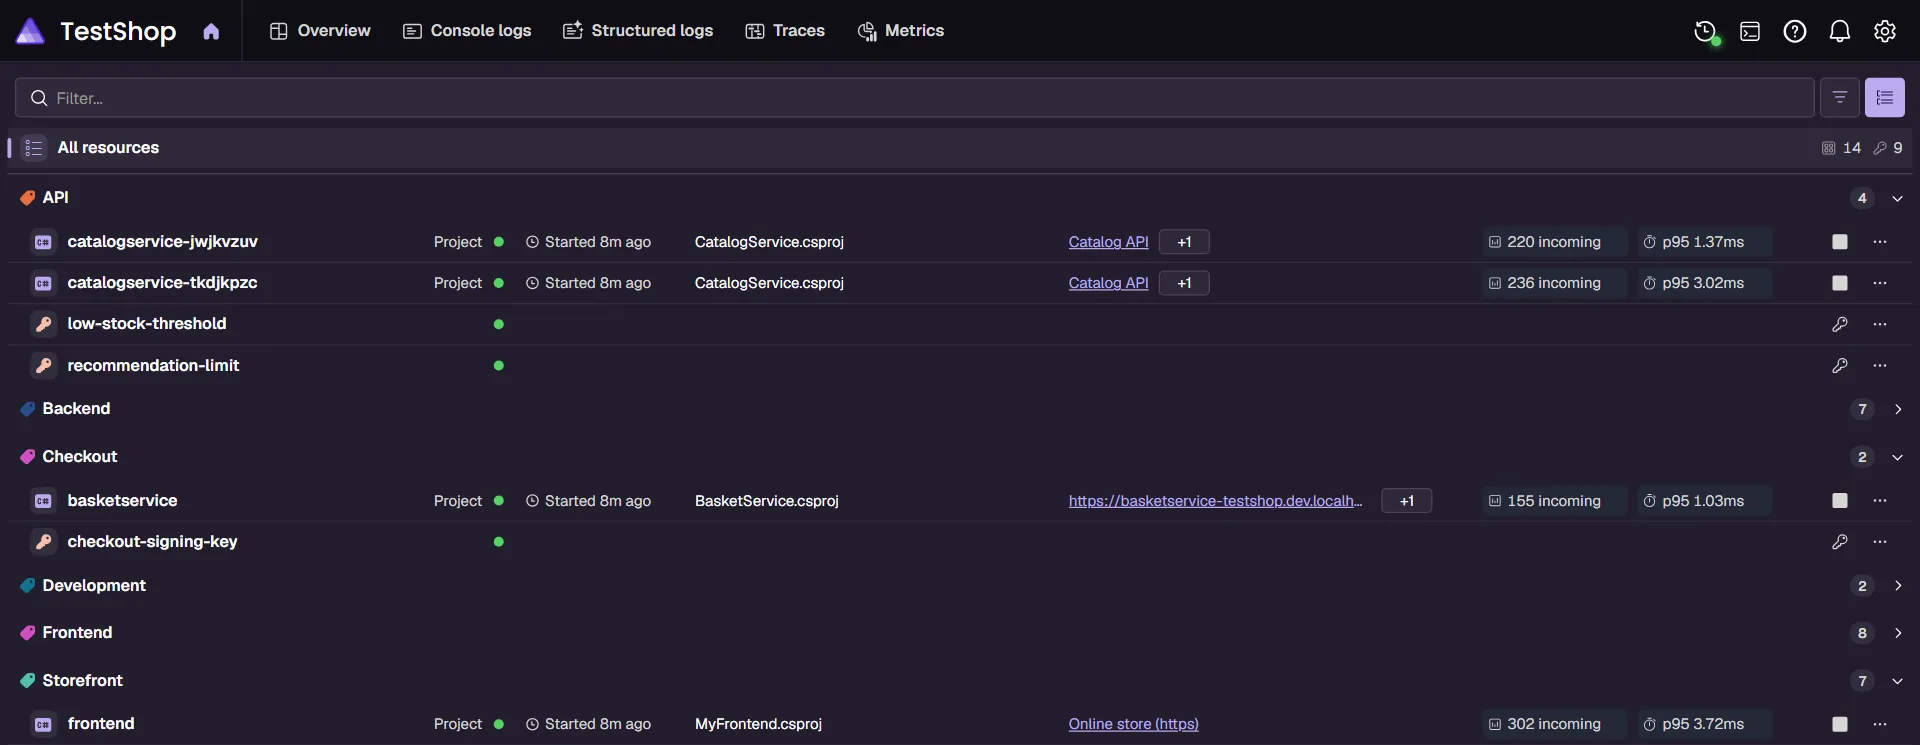 TestShop Overview Console logs Structured logs Traces Metrics
Filter...
All resources 14 9
API 4
C# catalogservice-jwjkvzuv Project Started 8m ago CatalogService.csproj Catalog API +1 220 incoming p95 1.37ms
C# catalogservice-tkdjkpzc Project Started 8m ago CatalogService.csproj Catalog API +1 236 incoming p95 3.02ms
low-stock-threshold
recommendation-limit
Backend 7
Checkout 2
C# basketservice Project Started 8m ago BasketService.csproj https://basketservice-testshop.dev.localh... +1 155 incoming p95 1.03ms
checkout-signing-key
Development 2
Frontend 8
Storefront 7
C# frontend Project Started 8m ago MyFrontend.csproj Online store (https) 302 incoming p95 3.72ms